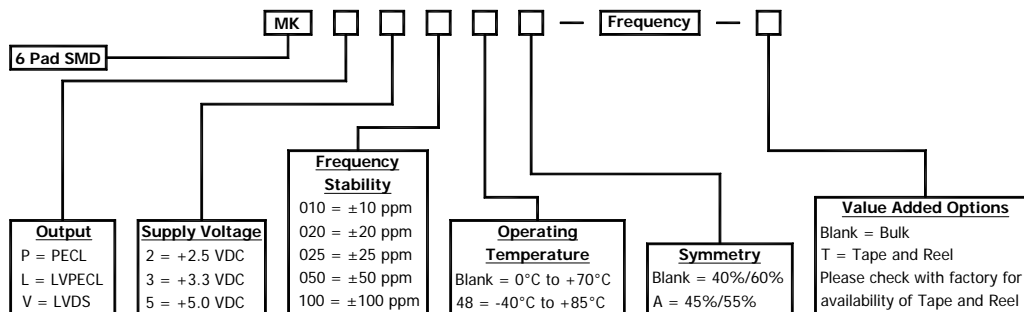 MK
— Frequency —
6 Pad SMD
Output
P = PECL
L = LVPECL
V = LVDS
Supply Voltage
2 = +2.5 VDC
3 = +3.3 VDC
5 = +5.0 VDC
Frequency
Stability
010 = ±10 ppm
020 = ±20 ppm
025 = ±25 ppm
050 = ±50 ppm
100 = ±100 ppm
Operating
Temperature
Blank = 0°C to +70°C
48 = -40°C to +85°C
Symmetry
Blank = 40%/60%
A = 45%/55%
Value Added Options
Blank = Bulk
T = Tape and Reel
Please check with factory for
availability of Tape and Reel